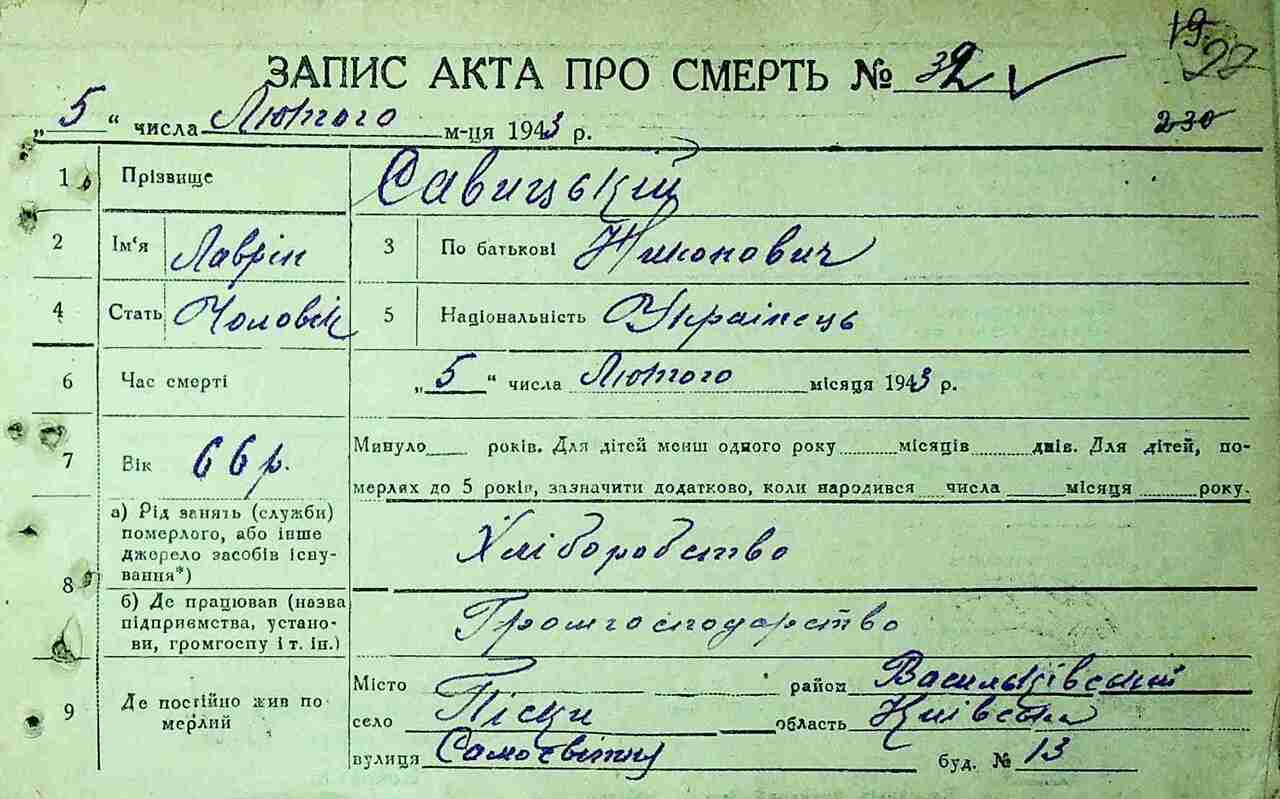 19.
27
ЗАПИС АКТА ПРО СМЕРТЬ № 32
230
„ 5 “ числа Лютого м-ця 1943 р.
1 Прізвище Савицький
2 Ім‘я Лаврін 3 По батькові Никонович
4 Стать Чоловік 5 Національність Українець
6 Час смерті „ 5 “ числа Лютого місяця 1943 р.
7 Вік 66 р. Минуло років. Для дітей менш одного року місяців днів. Для дітей, по-
мерлях до 5 років, зазначити додатково, коли народився числа місяця року.
8 а) Рід занять (служби)
померлого, або інше
джерело засобів існу-
вання*) Хліборобство
б) Де працював (назва
підприємства, устано-
ви, громгоспу і т. ін.) Громгосподарство
9 Де постійно жив по
мерлий
Місто район Васильківський
село Піски область Київська
вулиця буд. № 13